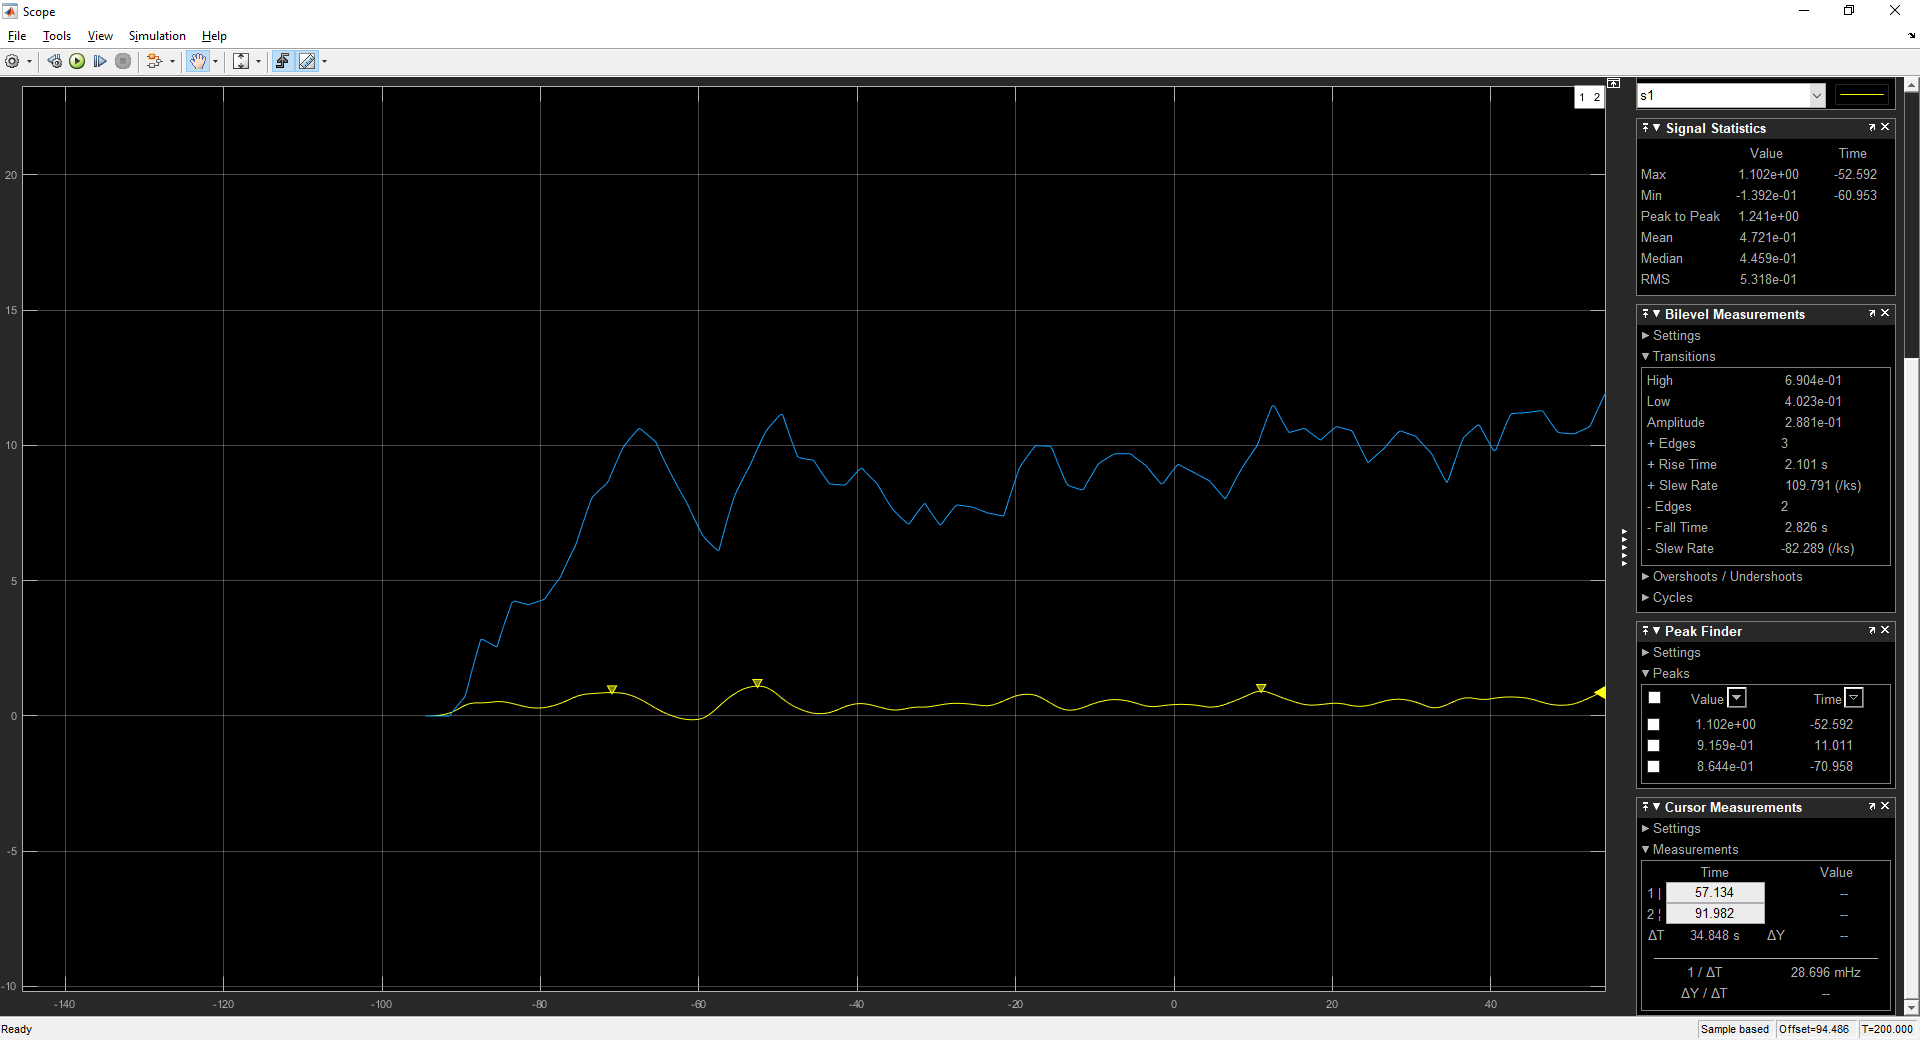 Scope
File Tools View Simulation Help
1 2
s1
20
15
10
5
0
-5
-10
-140 -120 -100 -80 -60 -40 -20 0 20 40
Signal Statistics
Value Time
Max 1.102e+00 -52.592
Min -1.392e-01 -60.953
Peak to Peak 1.241e+00
Mean 4.721e-01
Median 4.459e-01
RMS 5.318e-01
Bilevel Measurements
Settings
Transitions
High 6.904e-01
Low 4.023e-01
Amplitude 2.881e-01
+ Edges 3
+ Rise Time 2.101 s
+ Slew Rate 109.791 (/ks)
- Edges 2
- Fall Time 2.826 s
- Slew Rate -82.289 (/ks)
Overshoots / Undershoots
Cycles
Peak Finder
Settings
Peaks
Value Time
1.102e+00 -52.592
9.159e-01 11.011
8.644e-01 -70.958
Cursor Measurements
Settings
Measurements
Time Value
1 | 57.134 --
2 ¦ 91.982 --
ΔT 34.848 s ΔY --
1 / ΔT 28.696 mHz
ΔY / ΔT --
Ready
Sample based Offset=94.486 T=200.000